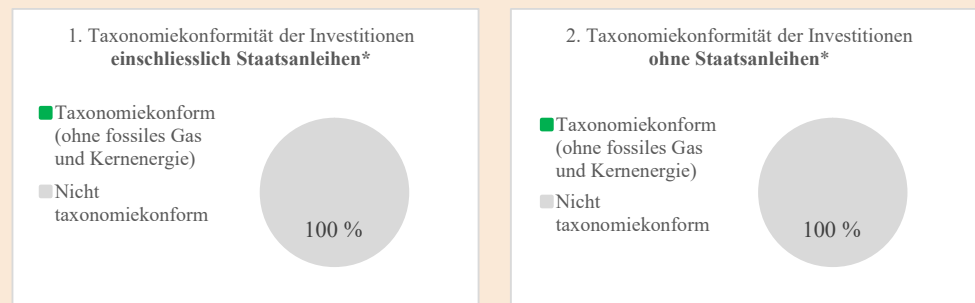 1. Taxonomiekonformität der Investitionen
einschliesslich Staatsanleihen*
Taxonomiekonform
(ohne fossiles Gas
und Kernenergie)
Nicht
taxonomiekonform
100 %
2. Taxonomiekonformität der Investitionen
ohne Staatsanleihen*
Taxonomiekonform
(ohne fossiles Gas
und Kernenergie)
Nicht
taxonomiekonform
100 %